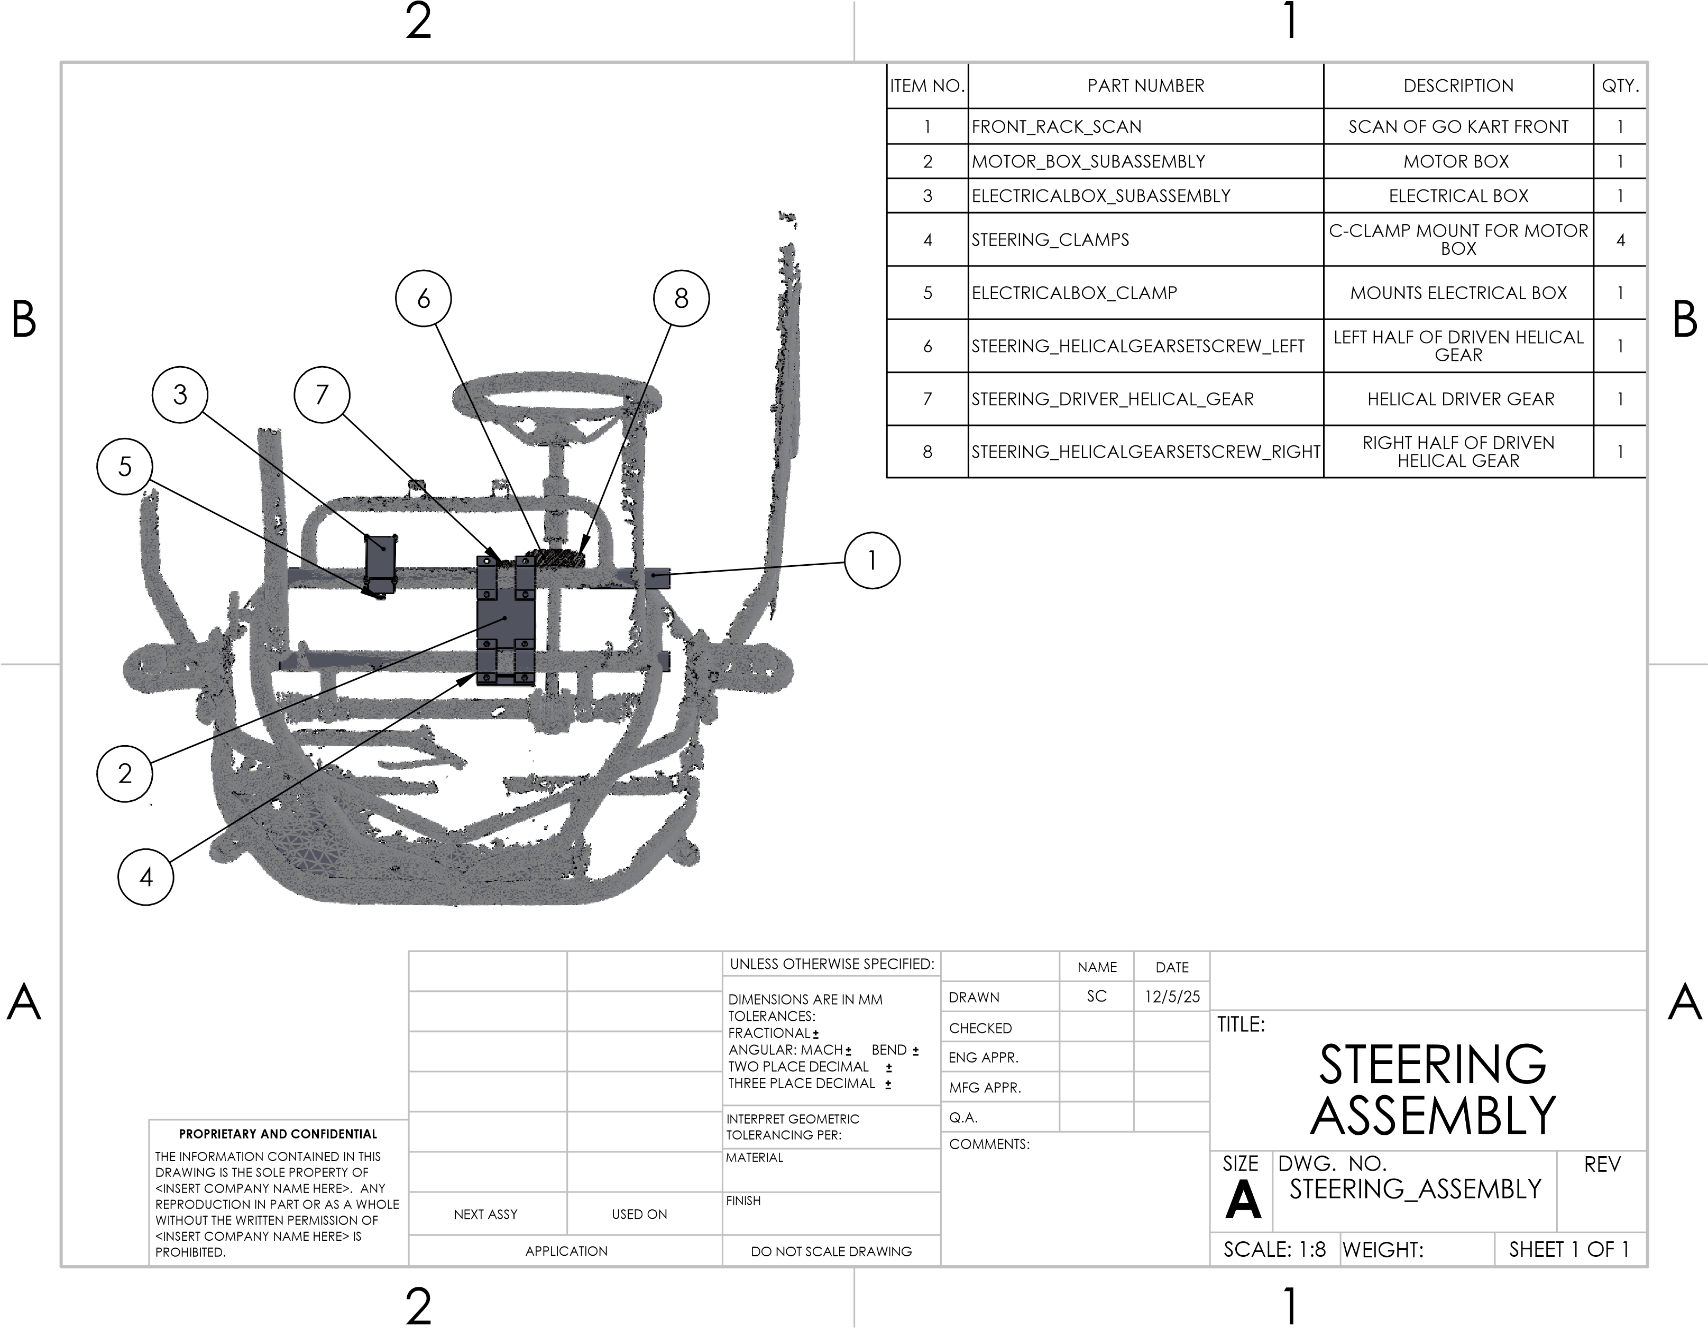 2 1
ITEM NO. PART NUMBER DESCRIPTION QTY.
1 FRONT_RACK_SCAN SCAN OF GO KART FRONT 1
2 MOTOR_BOX_SUBASSEMBLY MOTOR BOX 1
3 ELECTRICALBOX_SUBASSEMBLY ELECTRICAL BOX 1
4 STEERING_CLAMPS C-CLAMP MOUNT FOR MOTOR
BOX 4
5 ELECTRICALBOX_CLAMP MOUNTS ELECTRICAL BOX 1
6 STEERING_HELICALGEARSETSCREW_LEFT LEFT HALF OF DRIVEN HELICAL
GEAR 1
7 STEERING_DRIVER_HELICAL_GEAR HELICAL DRIVER GEAR 1
8 STEERING_HELICALGEARSETSCREW_RIGHT RIGHT HALF OF DRIVEN
HELICAL GEAR 1
B B
6 8
3 7
5
1
2
4
A A
UNLESS OTHERWISE SPECIFIED:
DIMENSIONS ARE IN MM
TOLERANCES:
FRACTIONAL±
ANGULAR: MACH± BEND ±
TWO PLACE DECIMAL ±
THREE PLACE DECIMAL ±
INTERPRET GEOMETRIC
TOLERANCING PER:
MATERIAL
FINISH
DO NOT SCALE DRAWING
NAME DATE
DRAWN SC 12/5/25
CHECKED
ENG APPR.
MFG APPR.
Q.A.
COMMENTS:
TITLE:
STEERING
ASSEMBLY
SIZE DWG. NO. REV
A STEERING_ASSEMBLY
SCALE: 1:8 WEIGHT: SHEET 1 OF 1
PROPRIETARY AND CONFIDENTIAL
THE INFORMATION CONTAINED IN THIS
DRAWING IS THE SOLE PROPERTY OF
<INSERT COMPANY NAME HERE>. ANY
REPRODUCTION IN PART OR AS A WHOLE
WITHOUT THE WRITTEN PERMISSION OF
<INSERT COMPANY NAME HERE> IS
PROHIBITED.
NEXT ASSY USED ON
APPLICATION
2 1